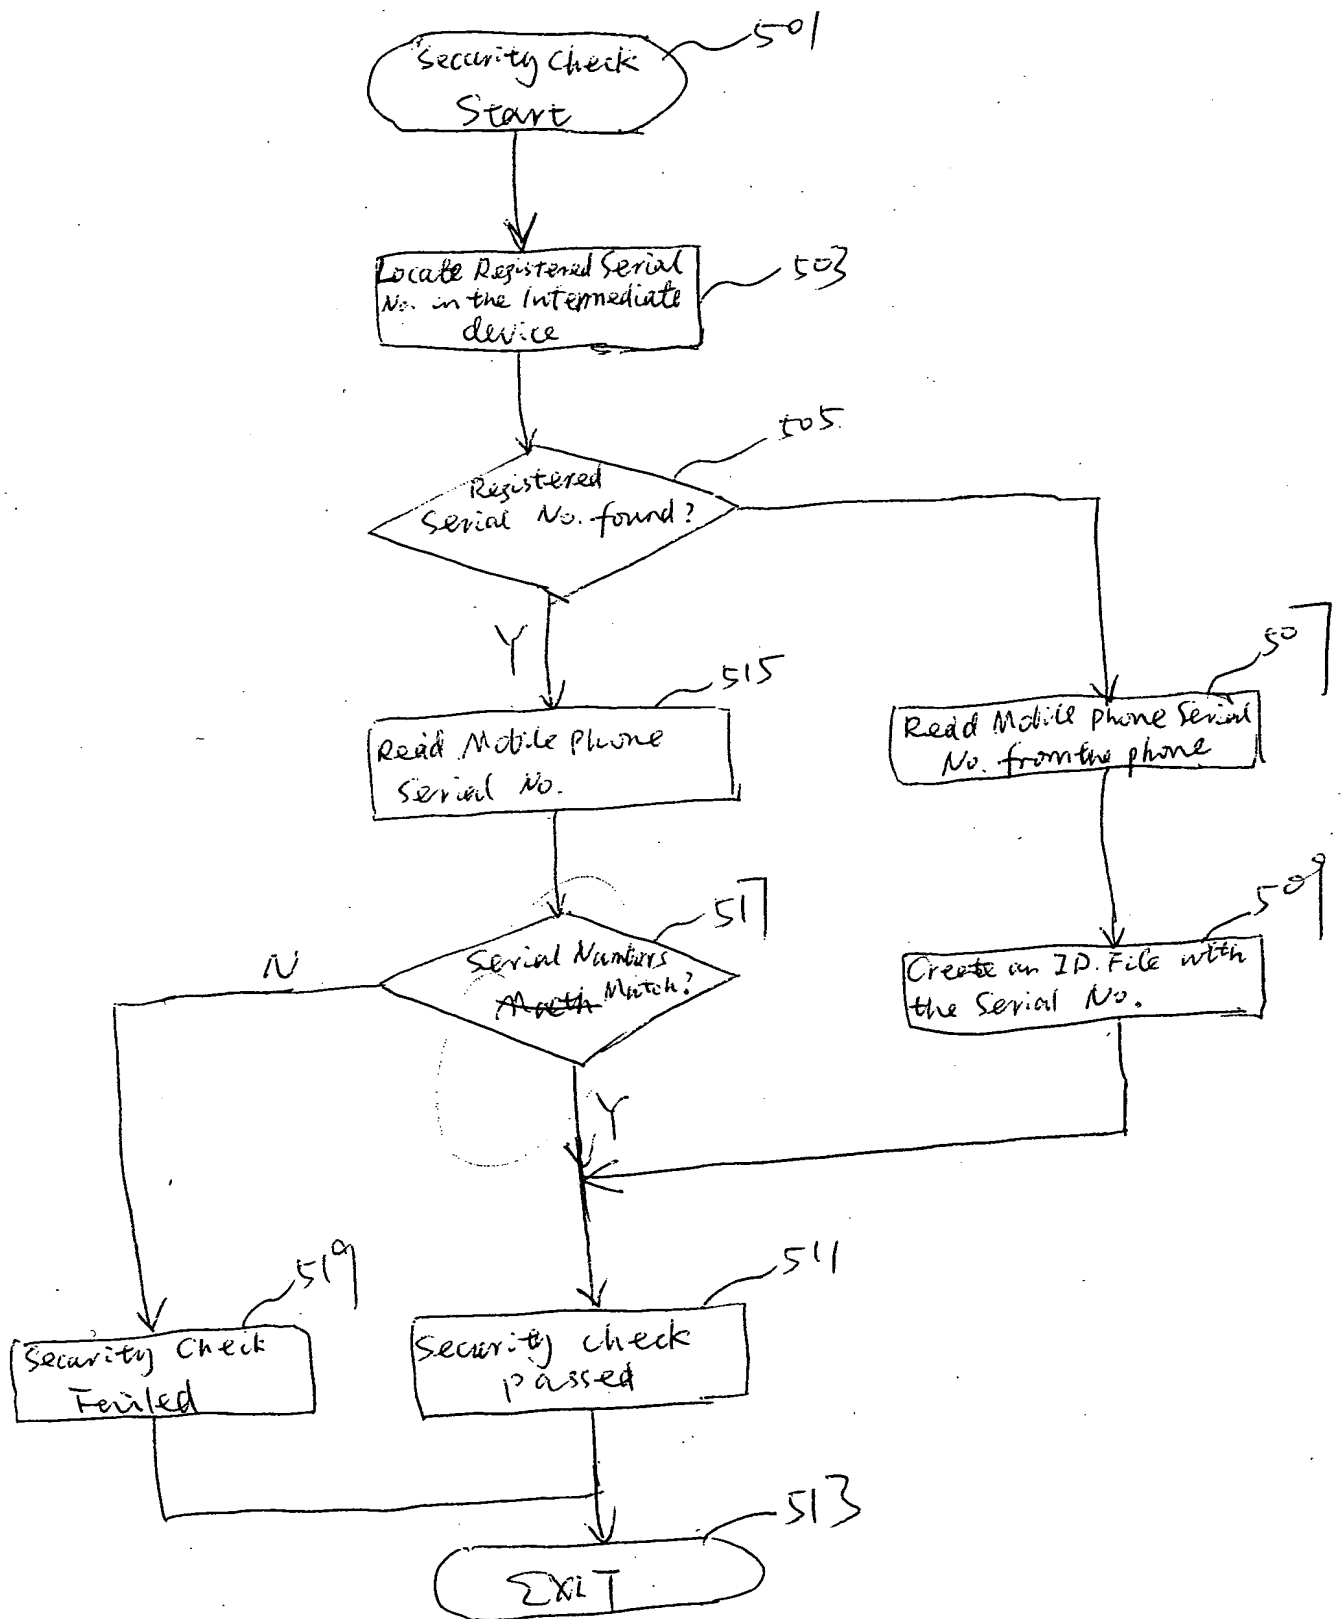 501
Security Check
Start
Locate Registered Serial
No. in the Intermediate
device
503
505.
Registered
Serial No. found?
Y
515
507
Read Mobile phone
Serial No.
Read Mobile phone Serial
No. from the phone
517
509
N
Serial Numbers
Match?
Create an ID. File with
the Serial No.
Y
519
511
Security Check
Failed
Security check
passed
513
EXIT